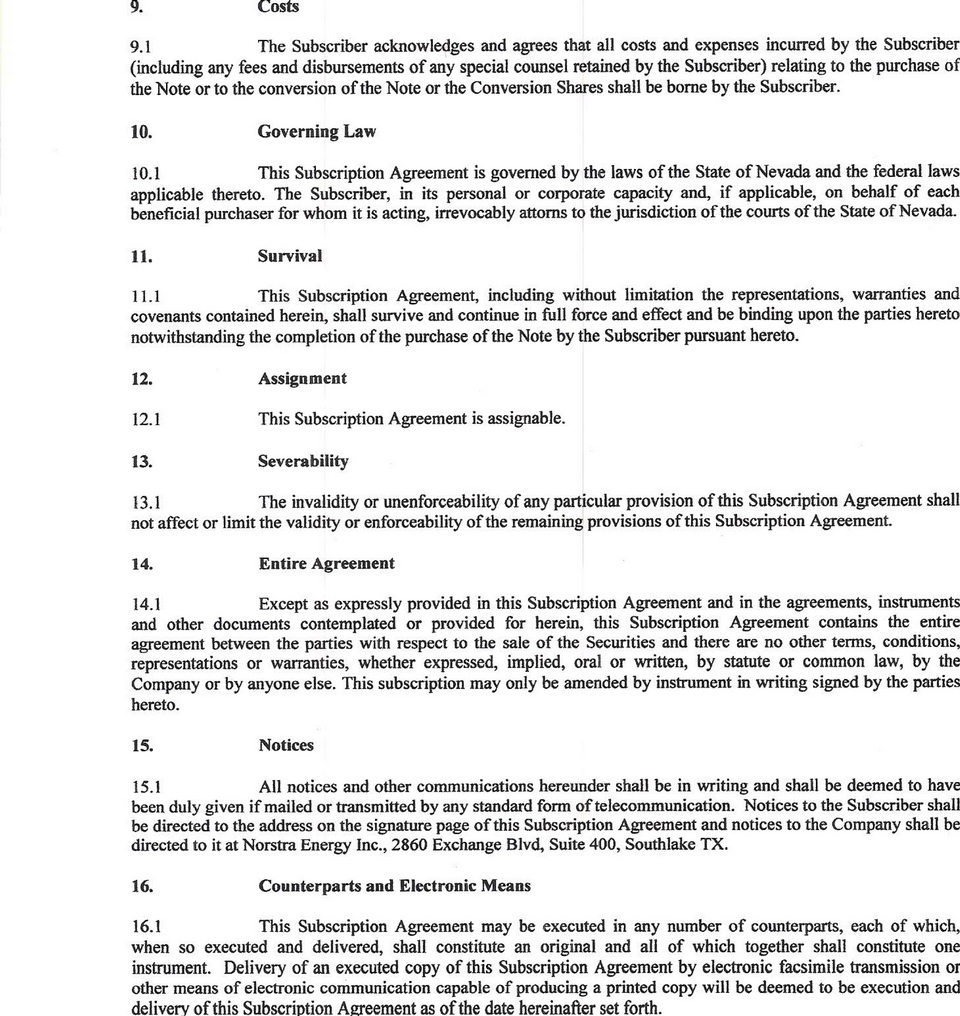 9. Costs
9.1 The Subscriber acknowledges and agrees that all costs and expenses incurred by the Subscriber
(including any fees and disbursements of any special counsel retained by the Subscriber) relating to the purchase of
the Note or to the conversion of the Note or the Conversion Shares shall be borne by the Subscriber.
10. Governing Law
10.1 This Subscription Agreement is governed by the laws of the State of Nevada and the federal laws
applicable thereto. The Subscriber, in its personal or corporate capacity and, if applicable, on behalf of each
beneficial purchaser for whom it is acting, irrevocably attorns to the jurisdiction of the courts of the State of Nevada.
11. Survival
11.1 This Subscription Agreement, including without limitation the representations, warranties and
covenants contained herein, shall survive and continue in full force and effect and be binding upon the parties hereto
notwithstanding the completion of the purchase of the Note by the Subscriber pursuant hereto.
12. Assignment
12.1 This Subscription Agreement is assignable.
13. Severability
13.1 The invalidity or unenforceability of any particular provision of this Subscription Agreement shall
not affect or limit the validity or enforceability of the remaining provisions of this Subscription Agreement.
14. Entire Agreement
14.1 Except as expressly provided in this Subscription Agreement and in the agreements, instruments
and other documents contemplated or provided for herein, this Subscription Agreement contains the entire
agreement between the parties with respect to the sale of the Securities and there are no other terms, conditions,
representations or warranties, whether expressed, implied, oral or written, by statute or common law, by the
Company or by anyone else. This subscription may only be amended by instrument in writing signed by the parties
hereto.
15. Notices
15.1 All notices and other communications hereunder shall be in writing and shall be deemed to have
been duly given if mailed or transmitted by any standard form of telecommunication. Notices to the Subscriber shall
be directed to the address on the signature page of this Subscription Agreement and notices to the Company shall be
directed to it at Norstra Energy Inc., 2860 Exchange Blvd, Suite 400, Southlake TX.
16. Counterparts and Electronic Means
16.1 This Subscription Agreement may be executed in any number of counterparts, each of which,
when so executed and delivered, shall constitute an original and all of which together shall constitute one
instrument. Delivery of an executed copy of this Subscription Agreement by electronic facsimile transmission or
other means of electronic communication capable of producing a printed copy will be deemed to be execution and
delivery of this Subscription Agreement as of the date hereinafter set forth.